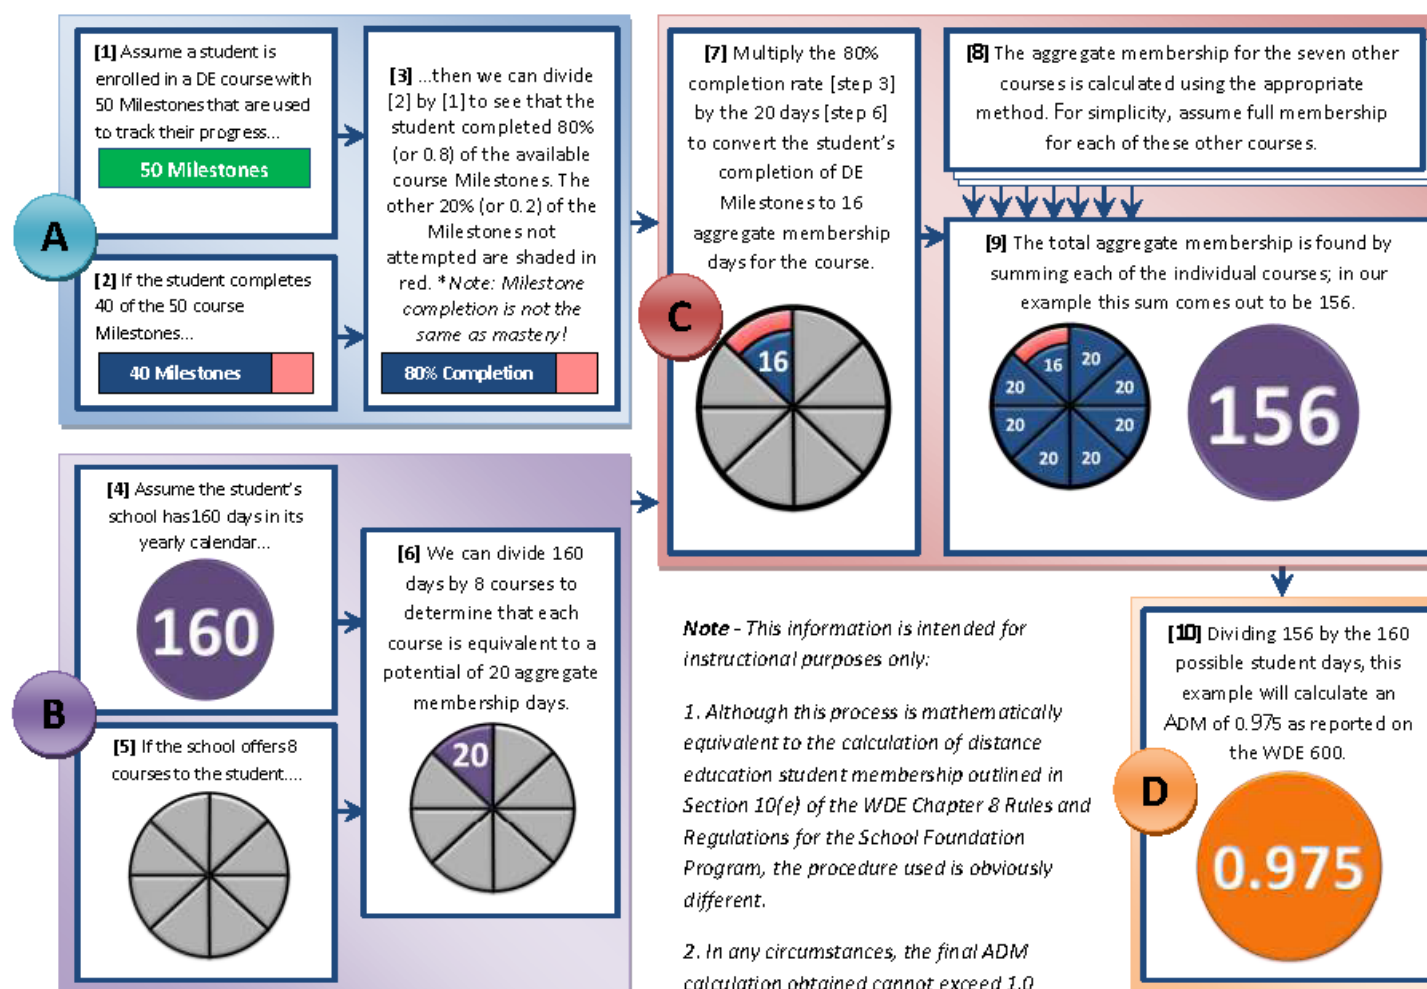 [1] Assume a student is
enrolled in a DE course with
50 Milestones that are used
to track their progress...
50 Milestones
A
[2] If the student completes
40 of the 50 course
Milestones...
40 Milestones
[3] ...then we can divide
[2] by [1] to see that the
student completed 80%
(or 0.8) of the available
course Milestones. The
other 20% (or 0.2) of the
Milestones not
attempted are shaded in
red. *Note: Milestone
completion is not the
same as mastery!
80% Completion
[4] Assume the student's
school has 160 days in its
yearly calendar...
160
B
[5] If the school offers 8
courses to the student....
[6] We can divide 160
days by 8 courses to
determine that each
course is equivalent to a
potential of 20 aggregate
membership days.
20
[7] Multiply the 80%
completion rate [step 3]
by the 20 days [step 6]
to convert the student's
completion of DE
Milestones to 16
aggregate membership
days for the course.
C
16
[8] The aggregate membership for the seven other
courses is calculated using the appropriate
method. For simplicity, assume full membership
for each of these other courses.
[9] The total aggregate membership is found by
summing each of the individual courses; in our
example this sum comes out to be 156.
16 20
20 20
20 20
20 20
156
Note - This information is intended for
instructional purposes only:
1. Although this process is mathematically
equivalent to the calculation of distance
education student membership outlined in
Section 10(e) of the WDE Chapter 8 Rules and
Regulations for the School Foundation
Program, the procedure used is obviously
different.
2. In any circumstances, the final ADM
calculation obtained cannot exceed 1.0
[10] Dividing 156 by the 160
possible student days, this
example will calculate an
ADM of 0.975 as reported on
the WDE 600.
D
0.975